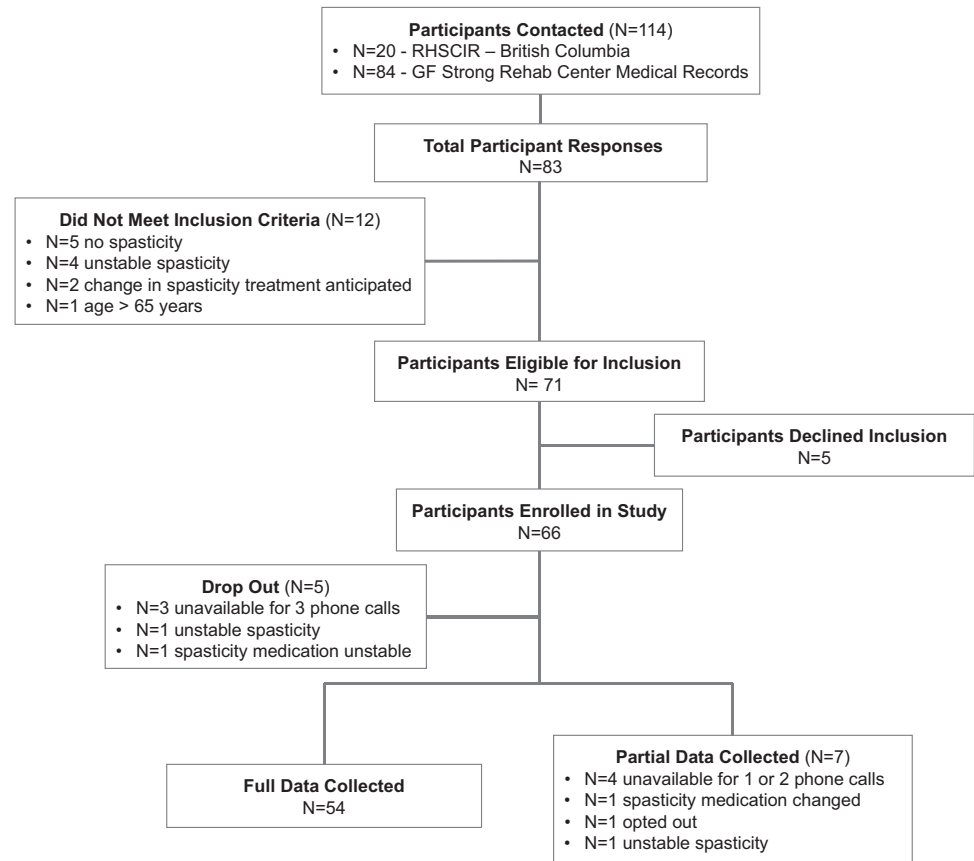 Participants Contacted (N=114)
• N=20 - RHSCIR – British Columbia
• N=84 - GF Strong Rehab Center Medical Records
Total Participant Responses
N=83
Did Not Meet Inclusion Criteria (N=12)
• N=5 no spasticity
• N=4 unstable spasticity
• N=2 change in spasticity treatment anticipated
• N=1 age > 65 years
Participants Eligible for Inclusion
N= 71
Participants Declined Inclusion
N=5
Participants Enrolled in Study
N=66
Drop Out (N=5)
• N=3 unavailable for 3 phone calls
• N=1 unstable spasticity
• N=1 spasticity medication unstable
Full Data Collected
N=54
Partial Data Collected (N=7)
• N=4 unavailable for 1 or 2 phone calls
• N=1 spasticity medication changed
• N=1 opted out
• N=1 unstable spasticity